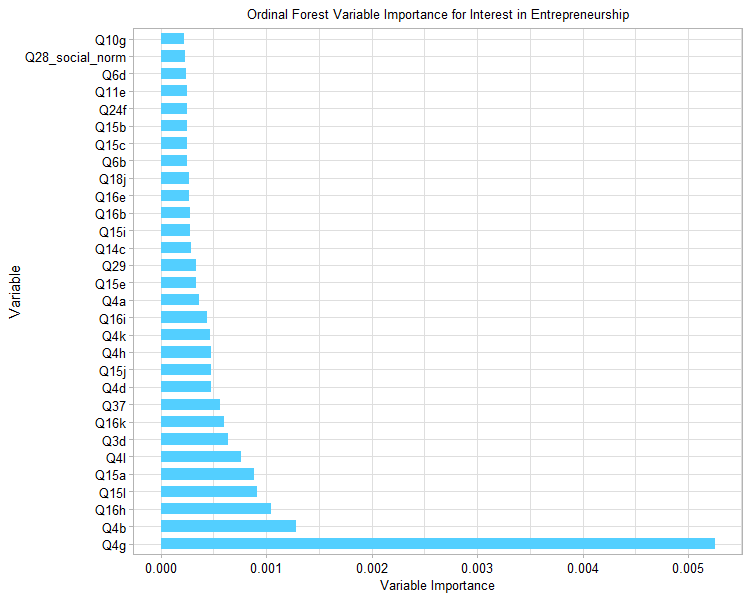 Ordinal Forest Variable Importance for Interest in Entrepreneurship
Variable
Q10g
Q28_social_norm
Q6d
Q11e
Q24f
Q15b
Q15c
Q6b
Q18j
Q16e
Q16b
Q15i
Q14c
Q29
Q15e
Q4a
Q16i
Q4k
Q4h
Q15j
Q4d
Q37
Q16k
Q3d
Q4l
Q15a
Q15l
Q16h
Q4b
Q4g
0.000 0.001 0.002 0.003 0.004 0.005
Variable Importance